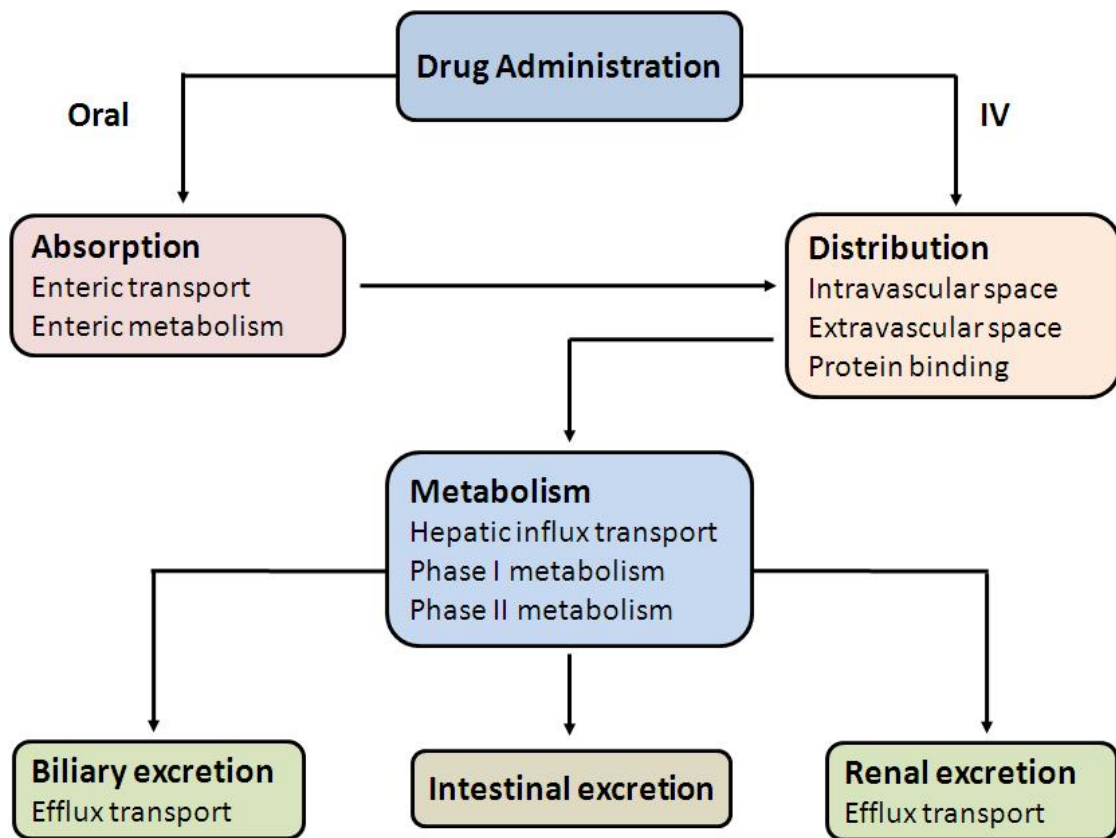 Drug Administration
Oral
IV
Absorption
Enteric transport
Enteric metabolism
Distribution
Intravascular space
Extravascular space
Protein binding
Metabolism
Hepatic influx transport
Phase I metabolism
Phase II metabolism
Biliary excretion
Efflux transport
Intestinal excretion
Renal excretion
Efflux transport